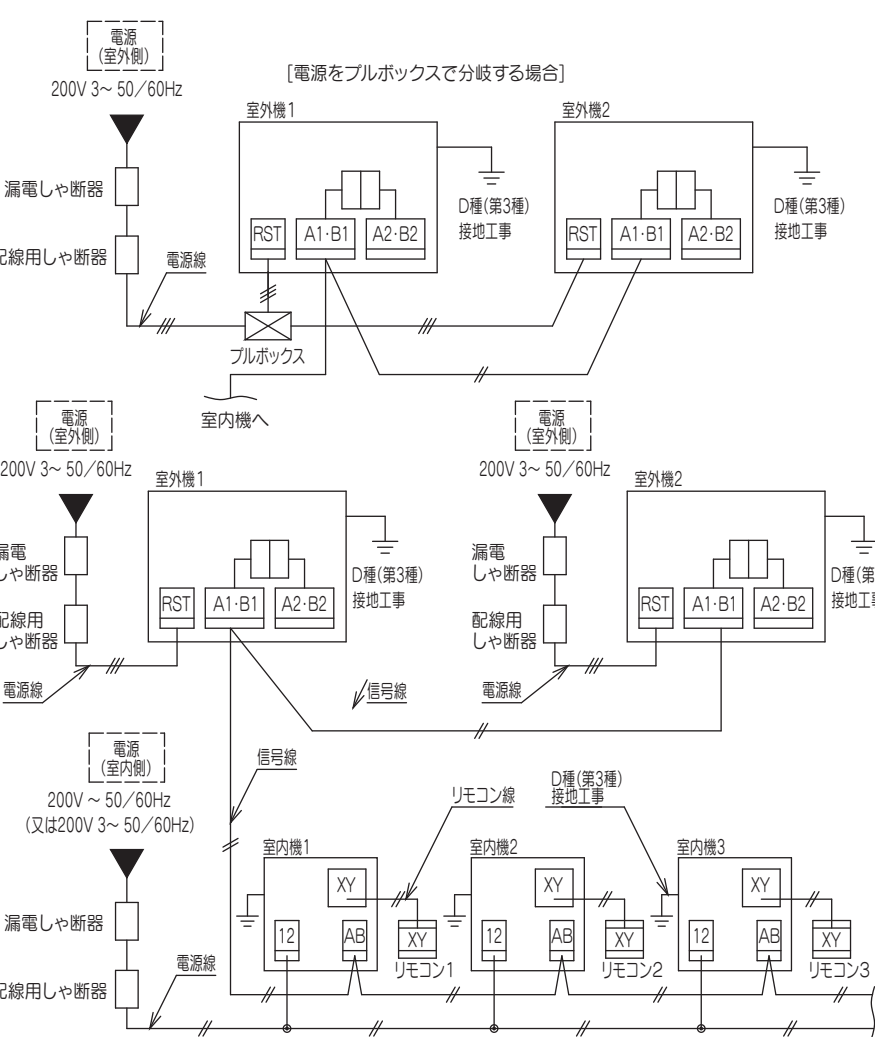 電源
(室外側)
200V 3~ 50/60Hz
[電源をプルボックスで分岐する場合]
室外機1
室外機2
漏電しゃ断器
RST
A1·B1
A2·B2
D種(第3種)
接地工事
RST
A1·B1
A2·B2
D種(第3種)
接地工事
配線用しゃ断器
電源線
プルボックス
室内機へ
電源
(室外側)
200V 3~ 50/60Hz
室外機1
電源
(室外側)
200V 3~ 50/60Hz
室外機2
漏電
しゃ断器
配線用
しゃ断器
RST
A1·B1
A2·B2
D種(第3種)
接地工事
漏電
しゃ断器
配線用
しゃ断器
RST
A1·B1
A2·B2
D種(第
接地工事
電源線
信号線
電源線
電源
(室内側)
200V ~ 50/60Hz
(又は200V 3~ 50/60Hz)
信号線
リモコン線
D種(第3種)
接地工事
室内機1
室内機2
室内機3
漏電しゃ断器
XY
12
AB
XY
リモコン1
XY
12
AB
XY
リモコン2
XY
12
AB
XY
リモコン3
配線用しゃ断器
電源線